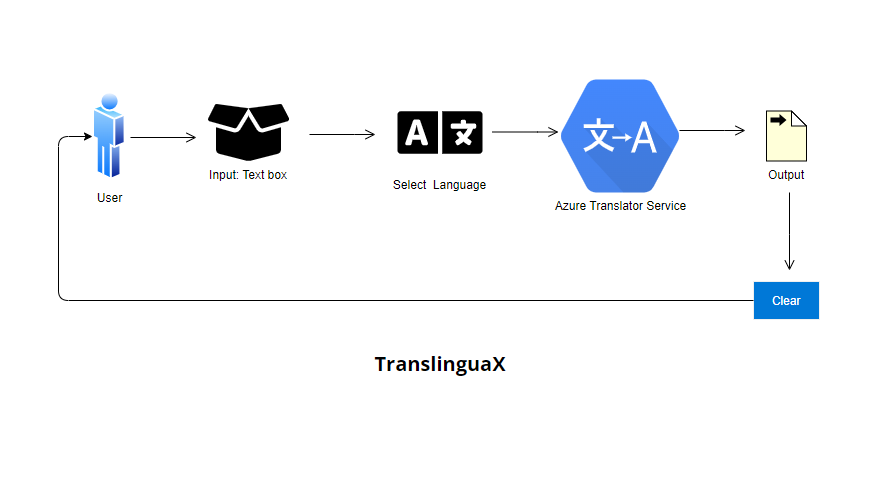 A 文
文→A
User
Input: Text box
Select Language
Azure Translator Service
Output
Clear
TranslinguaX